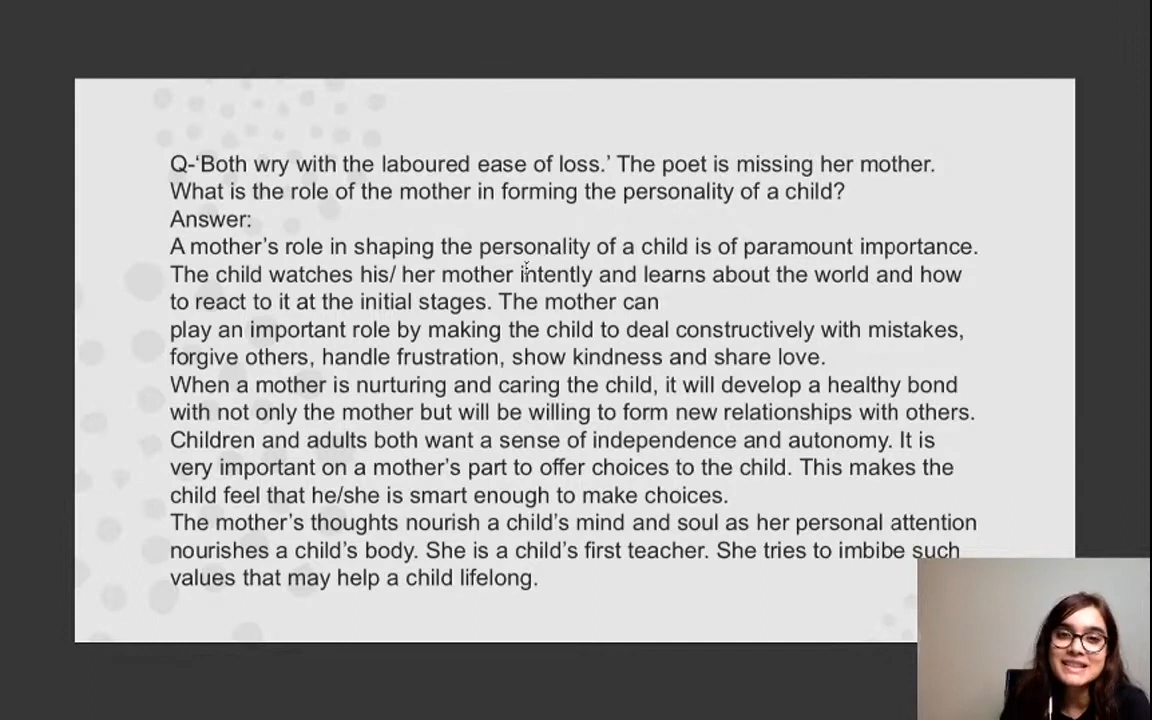 Q-‘Both wry with the laboured ease of loss.’ The poet is missing her mother.
What is the role of the mother in forming the personality of a child?
Answer:
A mother’s role in shaping the personality of a child is of paramount importance.
The child watches his/ her mother intently and learns about the world and how
to react to it at the initial stages. The mother can
play an important role by making the child to deal constructively with mistakes,
forgive others, handle frustration, show kindness and share love.
When a mother is nurturing and caring the child, it will develop a healthy bond
with not only the mother but will be willing to form new relationships with others.
Children and adults both want a sense of independence and autonomy. It is
very important on a mother’s part to offer choices to the child. This makes the
child feel that he/she is smart enough to make choices.
The mother’s thoughts nourish a child’s mind and soul as her personal attention
nourishes a child’s body. She is a child’s first teacher. She tries to imbibe such
values that may help a child lifelong.